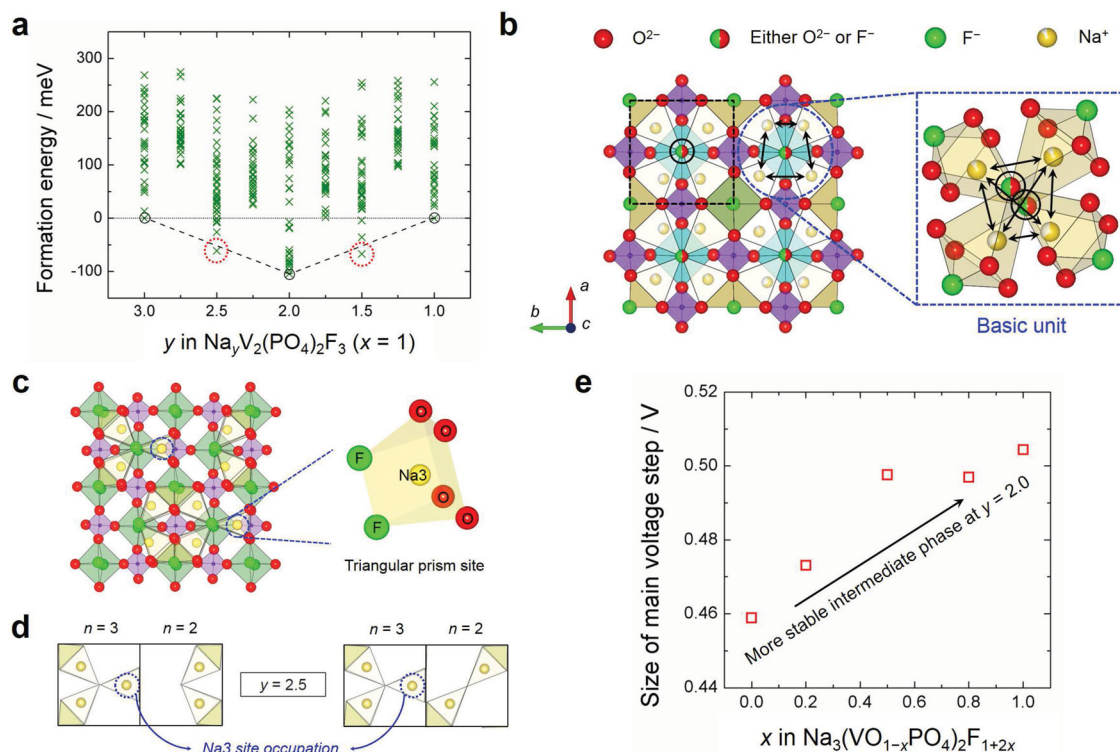 a
Formation energy / meV
300
200
100
0
-100
3.0 2.5 2.0 1.5 1.0
y in NayV2(PO4)2F3 (x = 1)
b
O2− Either O2− or F− F− Na+
a
b
c
Basic unit
c
F
F
O
O
Na3
O
O
Triangular prism site
d
n = 3 n = 2
y = 2.5
n = 3 n = 2
Na3 site occupation
e
Size of main voltage step / V
0.52
0.50
0.48
0.46
0.44
More stable intermediate phase at y = 2.0
0.0 0.2 0.4 0.6 0.8 1.0
x in Na3(VO1−xPO4)2F1+2x